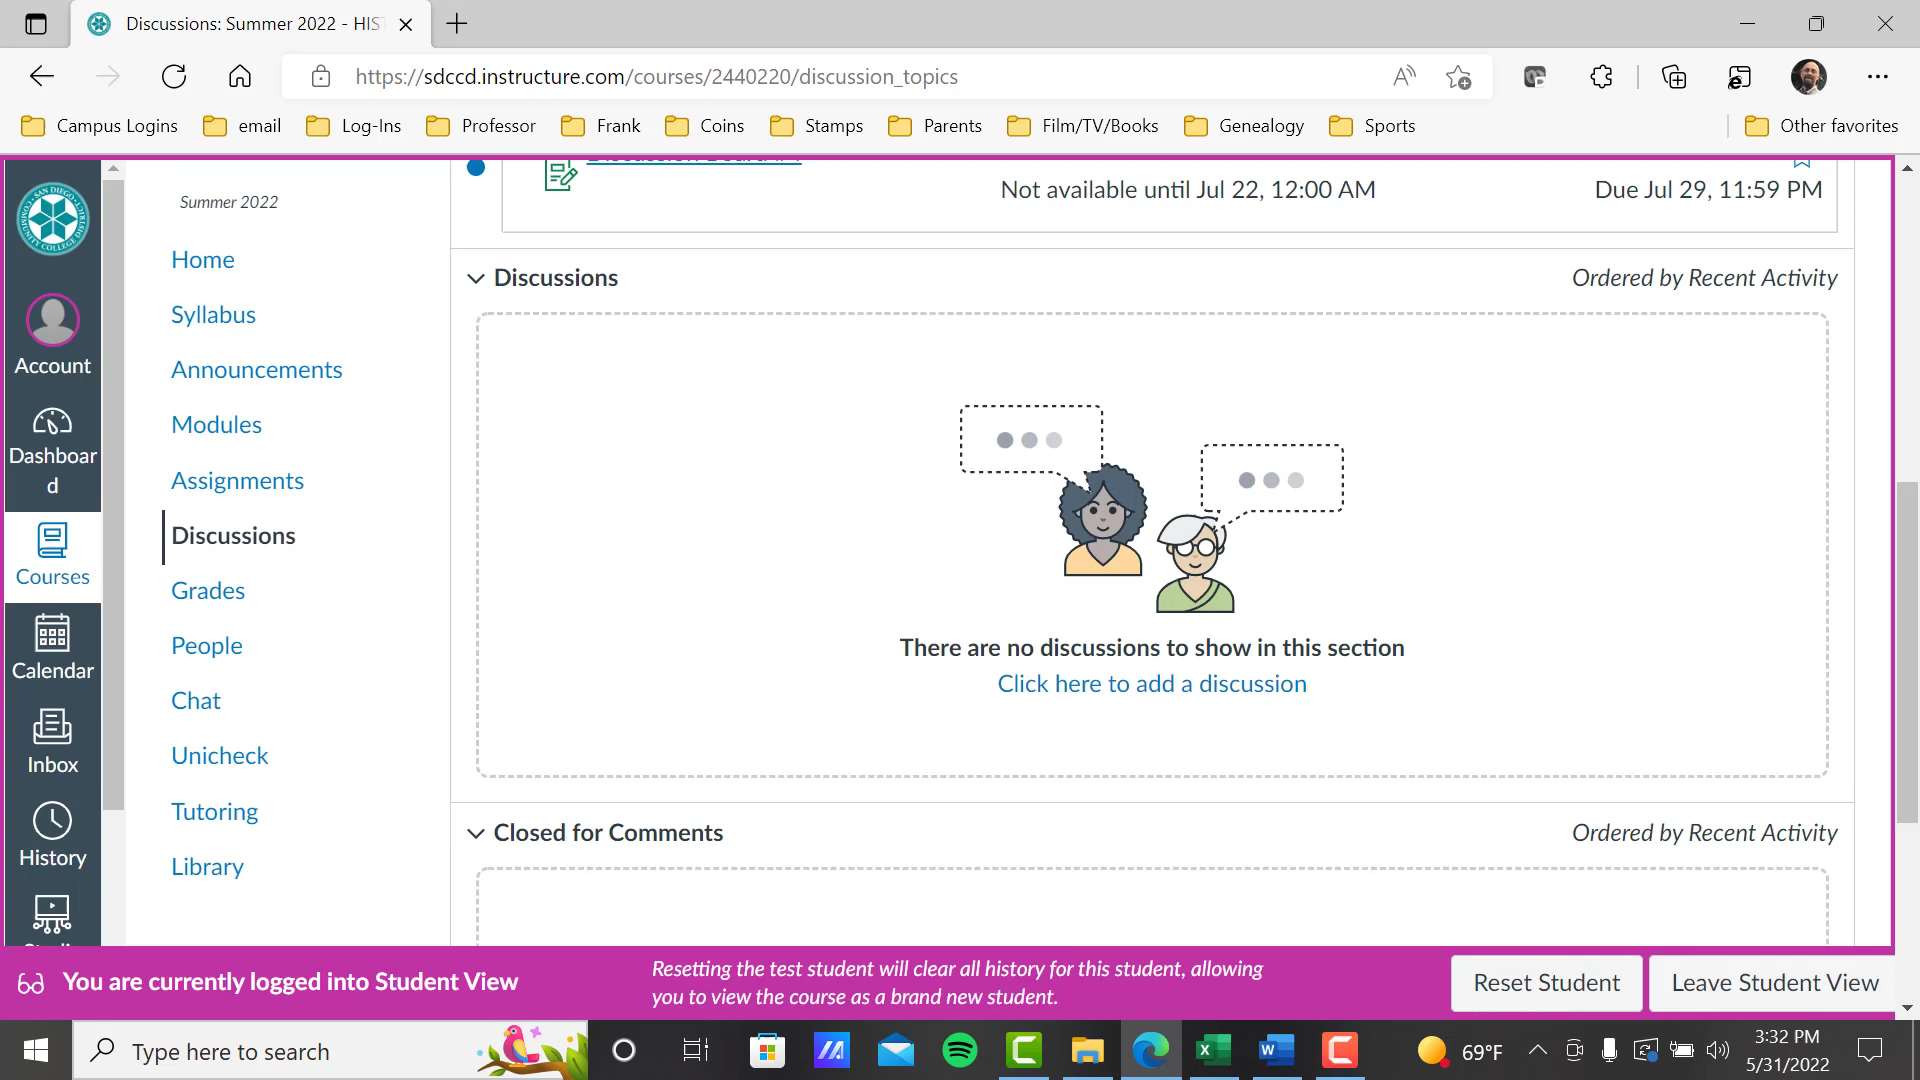 Discussions: Summer 2022 - HIS
https://sdccd.instructure.com/courses/2440220/discussion_topics
Campus Logins
email
Log-Ins
Professor
Frank
Coins
Stamps
Parents
Film/TV/Books
Genealogy
Sports
Other favorites
Not available until Jul 22, 12:00 AM
Due Jul 29, 11:59 PM
SAN DIEGO
COMMUNITY COLLEGE DISTRICT
Account
Dashboar
d
Courses
Calendar
Inbox
History
Summer 2022
Home
Syllabus
Announcements
Modules
Assignments
Discussions
Grades
People
Chat
Unicheck
Tutoring
Library
Discussions
Ordered by Recent Activity
There are no discussions to show in this section
Click here to add a discussion
Closed for Comments
Ordered by Recent Activity
You are currently logged into Student View
Resetting the test student will clear all history for this student, allowing
you to view the course as a brand new student.
Reset Student
Leave Student View
Type here to search
69°F
3:32 PM
5/31/2022